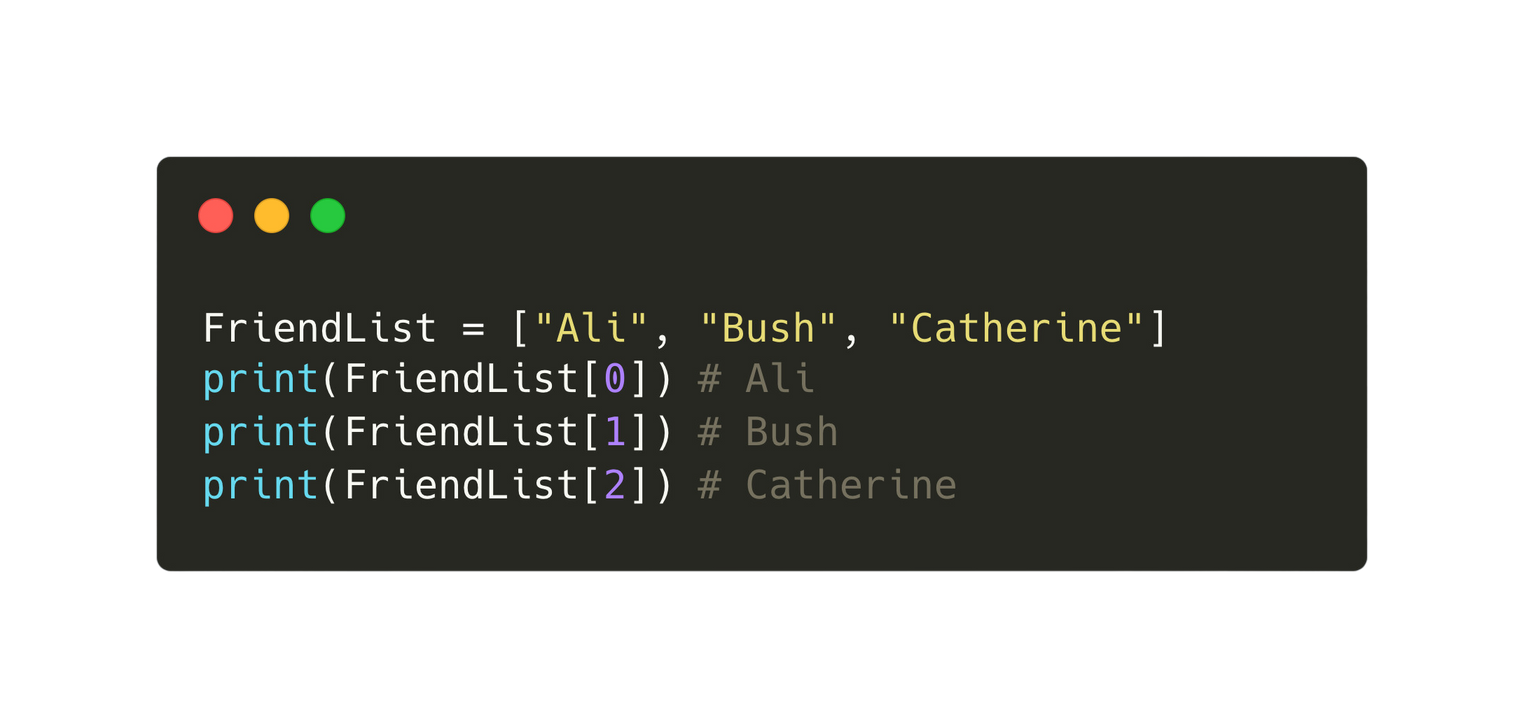 FriendList = ["Ali", "Bush", "Catherine"]
print(FriendList[0]) # Ali
print(FriendList[1]) # Bush
print(FriendList[2]) # Catherine